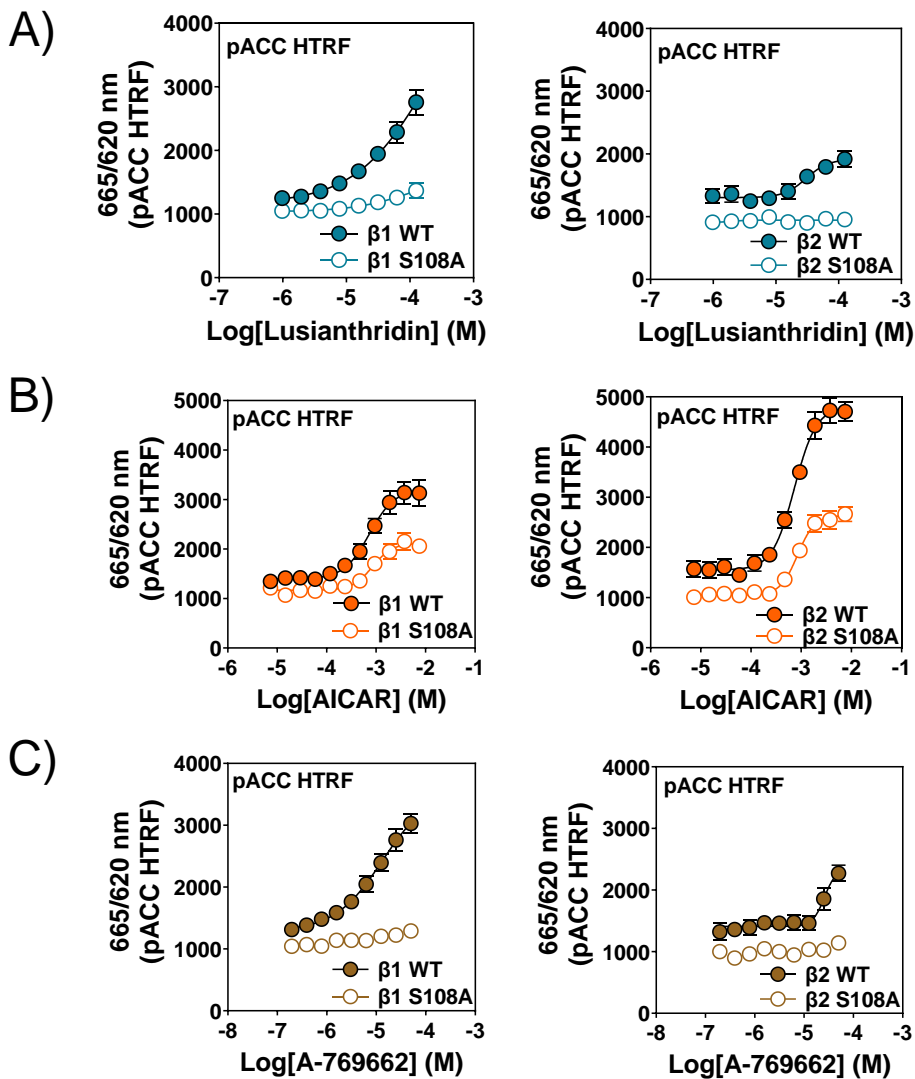 A)
4000
3000
2000
1000
0
665/620 nm
(pACC HTRF)
pACC HTRF
β1 WT
β1 S108A
-7 -6 -5 -4 -3
Log[Lusianthridin] (M)
4000
3000
2000
1000
0
665/620 nm
(pACC HTRF)
pACC HTRF
β2 WT
β2 S108A
-7 -6 -5 -4 -3
Log[Lusianthridin] (M)
B)
5000
4000
3000
2000
1000
0
665/620 nm
(pACC HTRF)
pACC HTRF
β1 WT
β1 S108A
-6 -5 -4 -3 -2 -1
Log[AICAR] (M)
5000
4000
3000
2000
1000
0
665/620 nm
(pACC HTRF)
pACC HTRF
β2 WT
β2 S108A
-6 -5 -4 -3 -2 -1
Log[AICAR] (M)
C)
4000
3000
2000
1000
0
665/620 nm
(pACC HTRF)
pACC HTRF
β1 WT
β1 S108A
-8 -7 -6 -5 -4 -3
Log[A-769662] (M)
4000
3000
2000
1000
0
665/620 nm
(pACC HTRF)
pACC HTRF
β2 WT
β2 S108A
-8 -7 -6 -5 -4 -3
Log[A-769662] (M)